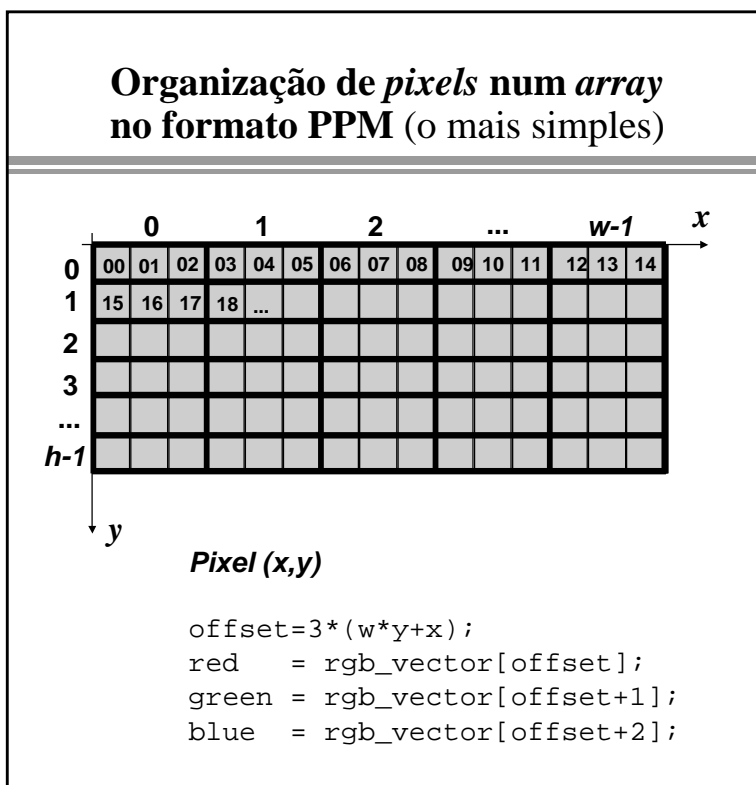 Organização de pixels num array
no formato PPM (o mais simples)
0 1 2 ... w-1 x
0 00 01 02 03 04 05 06 07 08 09 10 11 12 13 14
1 15 16 17 18 ...
2
3
...
h-1
y
Pixel (x,y)
offset=3*(w*y+x);
red   = rgb_vector[offset];
green = rgb_vector[offset+1];
blue  = rgb_vector[offset+2];